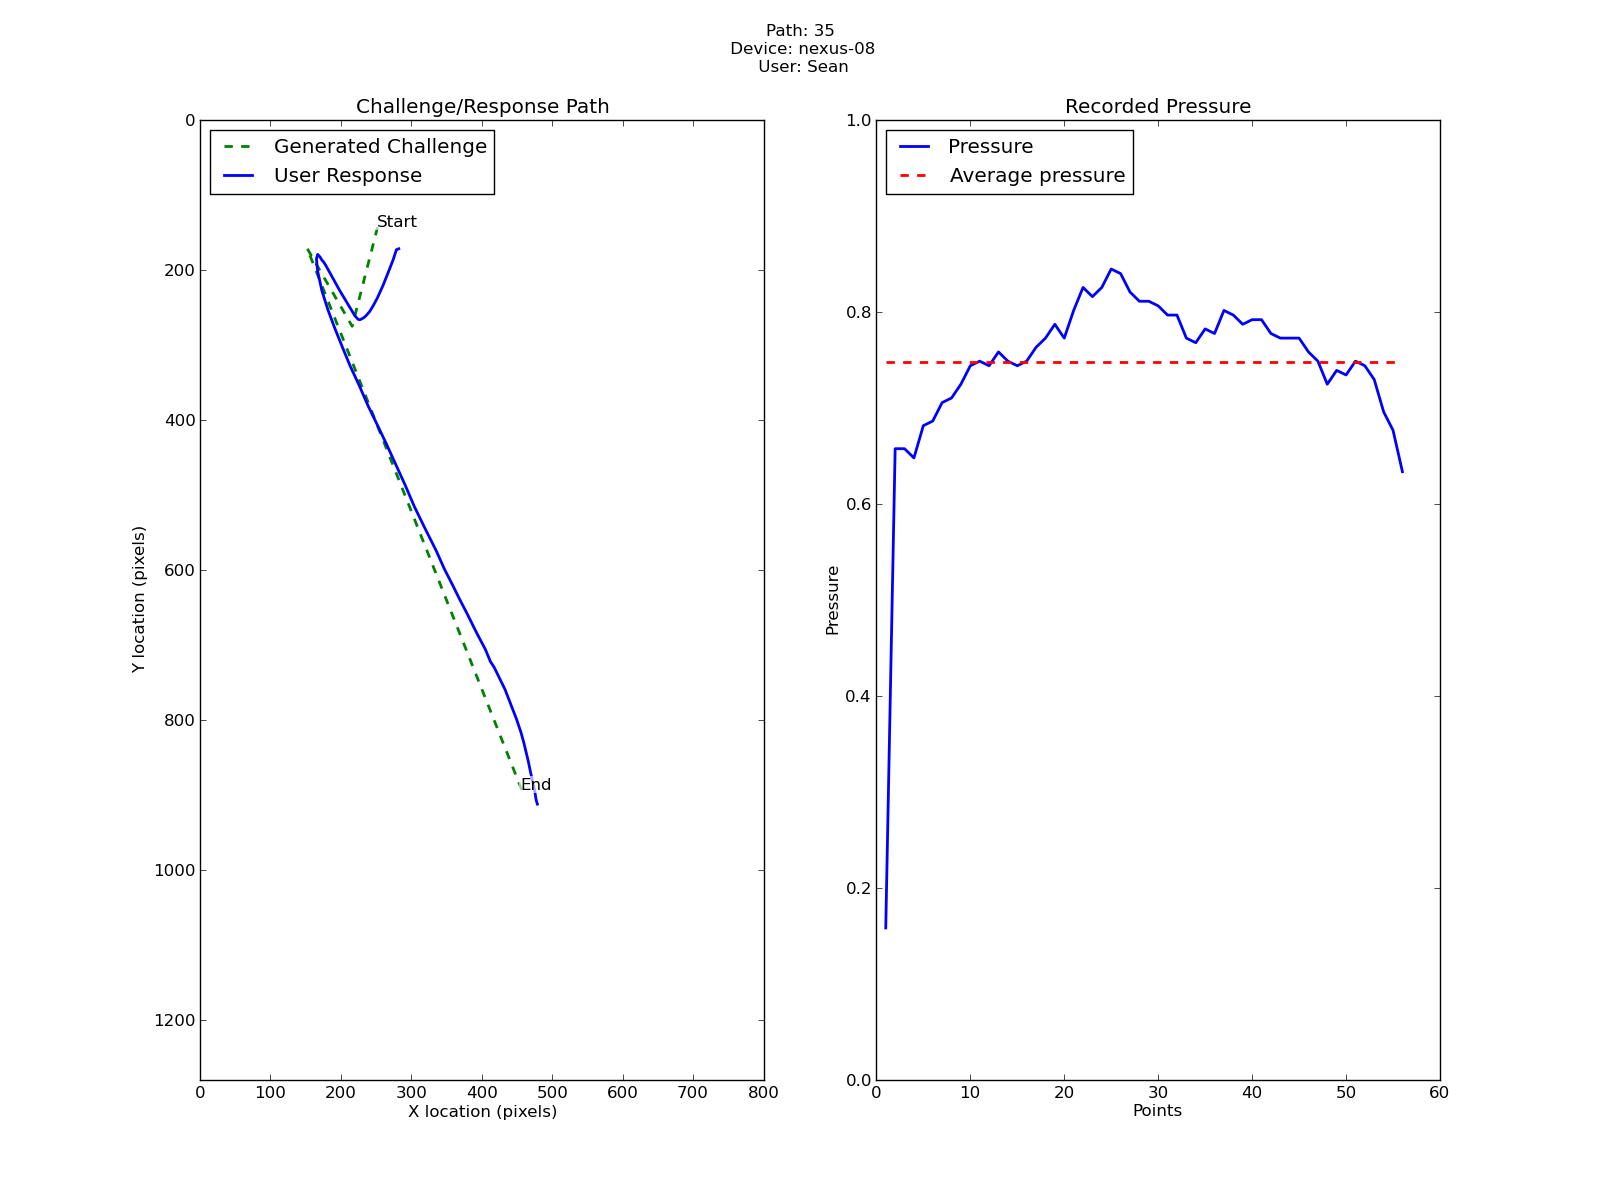 Path: 35
Device: nexus-08
User: Sean
Challenge/Response Path
Generated Challenge
User Response
Start
End
0
200
400
600
800
1000
1200
Y location (pixels)
0 100 200 300 400 500 600 700 800
X location (pixels)
Recorded Pressure
Pressure
Average pressure
1.0
0.8
0.6
0.4
0.2
0.0
Pressure
0 10 20 30 40 50 60
Points